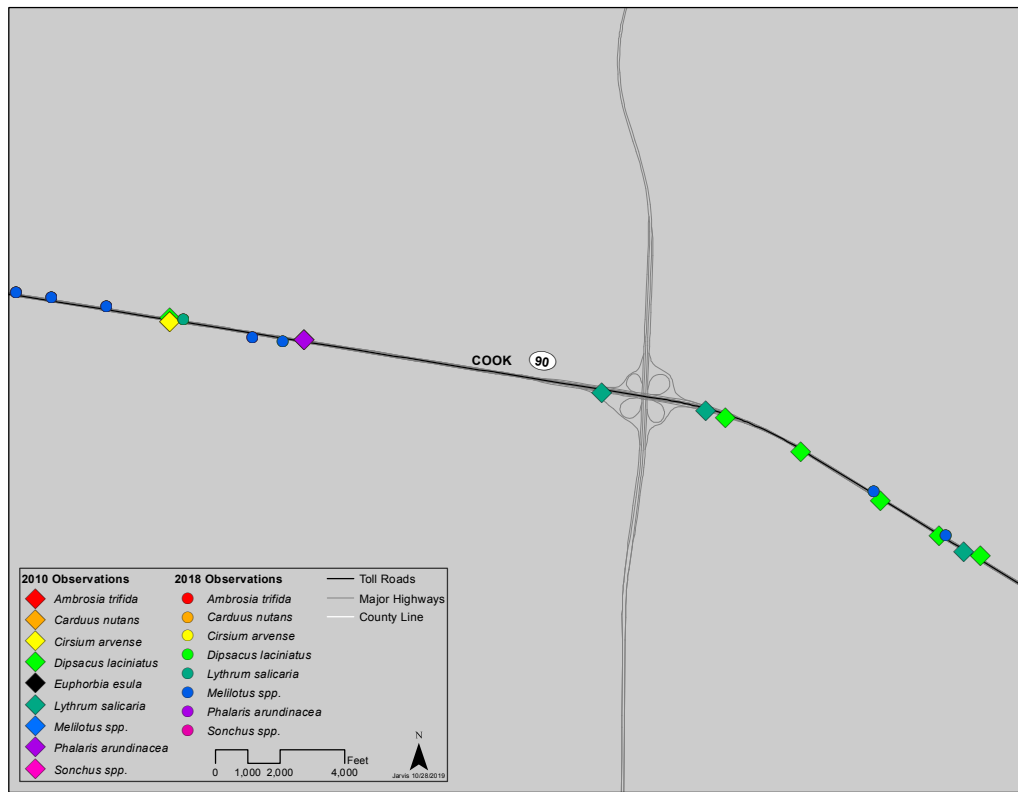 COOK 90
2010 Observations
Ambrosia trifida
Carduus nutans
Cirsium arvense
Dipsacus laciniatus
Euphorbia esula
Lythrum salicaria
Melilotus spp.
Phalaris arundinacea
Sonchus spp.
2018 Observations
Ambrosia trifida
Carduus nutans
Cirsium arvense
Dipsacus laciniatus
Lythrum salicaria
Melilotus spp.
Phalaris arundinacea
Sonchus spp.
Toll Roads
Major Highways
County Line
Feet
0 1,000 2,000 4,000
N
Jarvis 10/28/2019